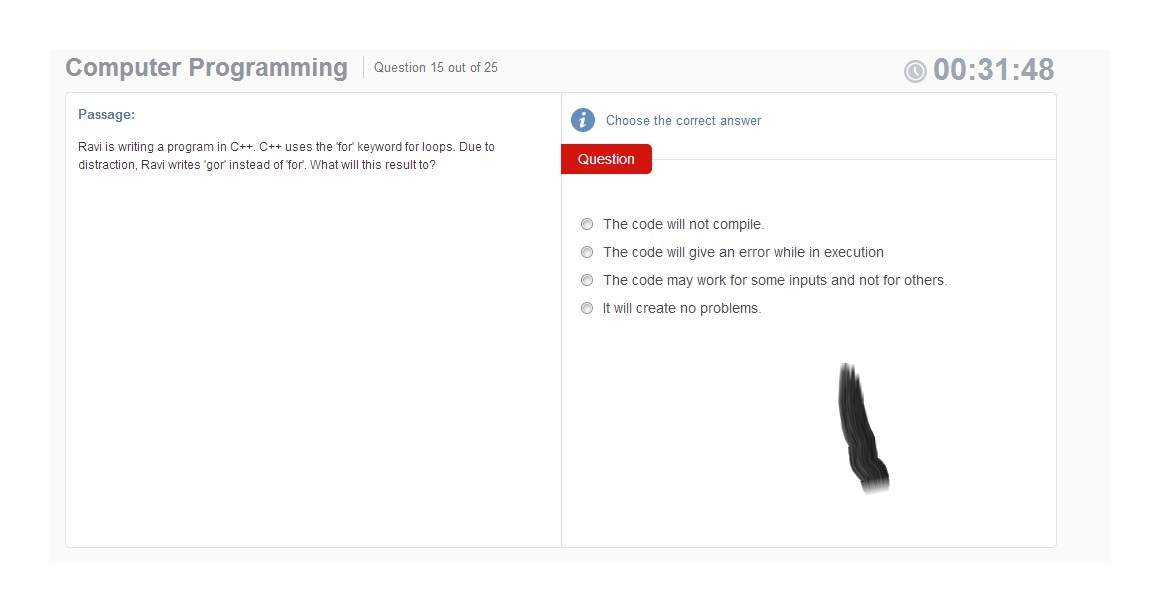 Computer Programming
Question 15 out of 25
00:31:48
Passage:
Ravi is writing a program in C++. C++ uses the 'for' keyword for loops. Due to
distraction, Ravi writes 'gor' instead of 'for'. What will this result to?
Choose the correct answer
Question
The code will not compile.
The code will give an error while in execution
The code may work for some inputs and not for others.
It will create no problems.